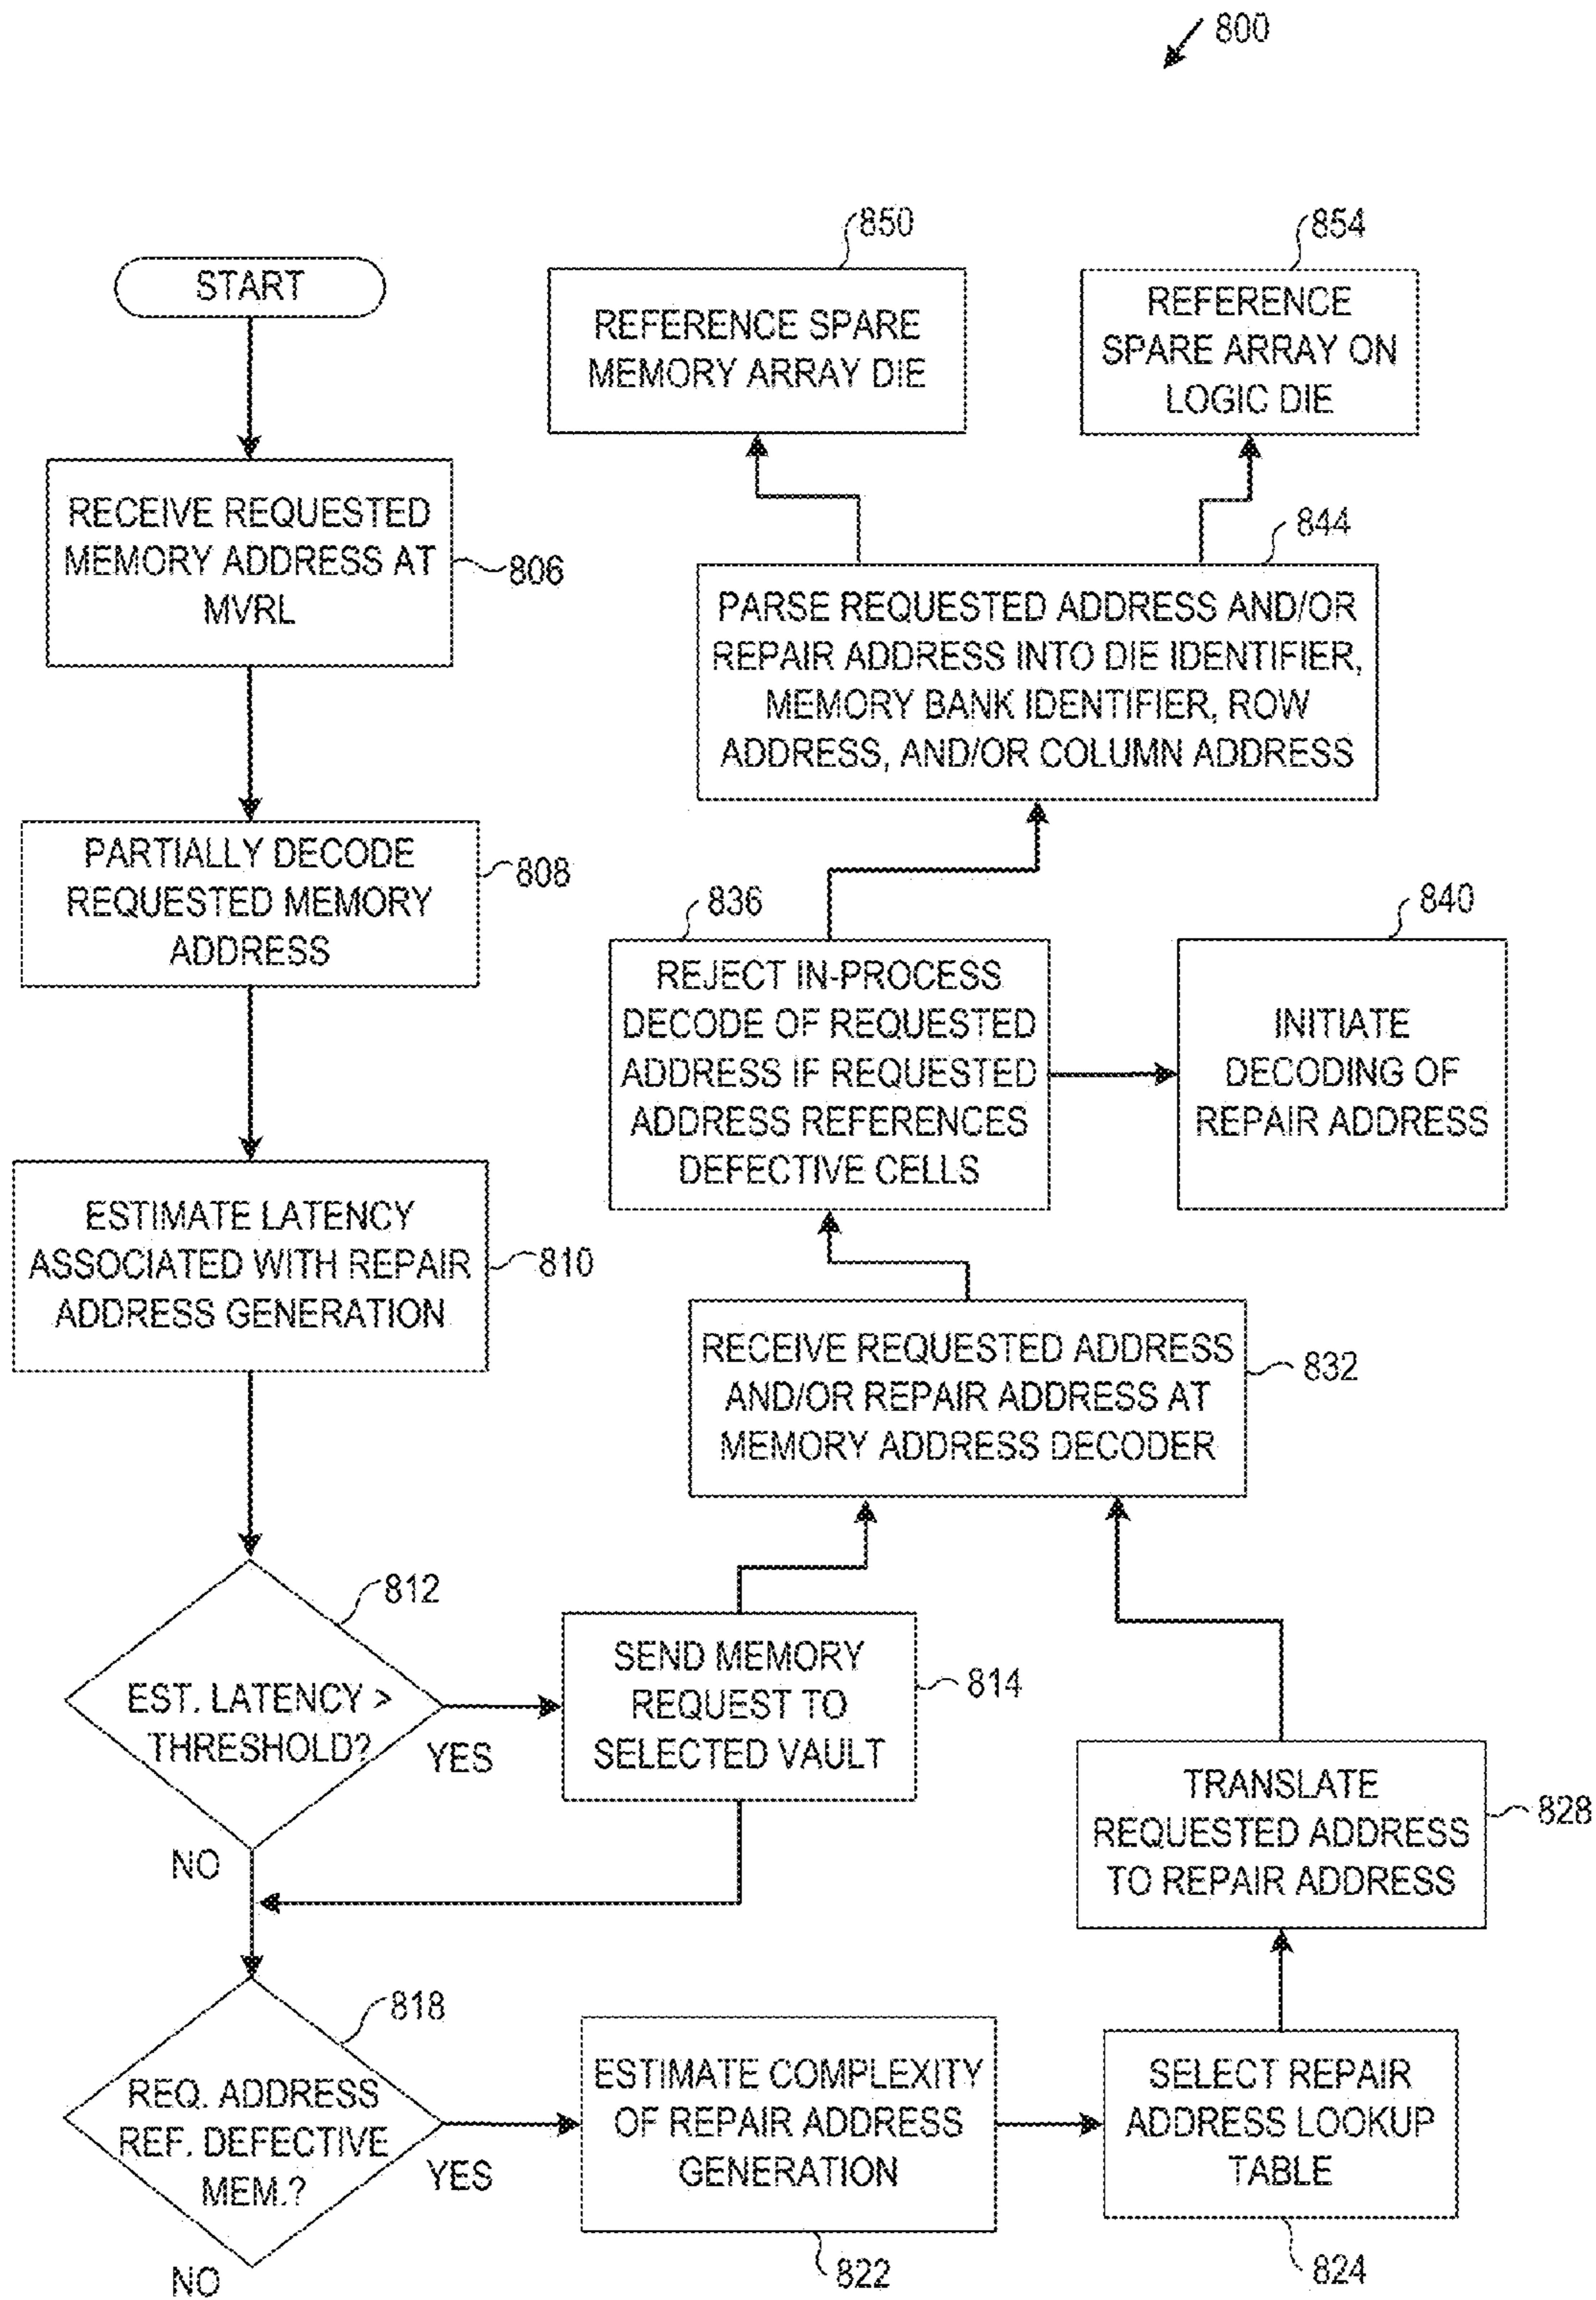 800
START
RECEIVE REQUESTED
MEMORY ADDRESS AT
MVRL
806
PARTIALLY DECODE
REQUESTED MEMORY
ADDRESS
808
ESTIMATE LATENCY
ASSOCIATED WITH REPAIR
ADDRESS GENERATION
810
812
EST. LATENCY >
THRESHOLD?
YES
NO
SEND MEMORY
REQUEST TO
SELECTED VAULT
814
818
REQ. ADDRESS
REF. DEFECTIVE
MEM.?
YES
NO
ESTIMATE COMPLEXITY
OF REPAIR ADDRESS
GENERATION
822
SELECT REPAIR
ADDRESS LOOKUP
TABLE
824
TRANSLATE
REQUESTED ADDRESS
TO REPAIR ADDRESS
828
RECEIVE REQUESTED ADDRESS
AND/OR REPAIR ADDRESS AT
MEMORY ADDRESS DECODER
832
836
REJECT IN-PROCESS
DECODE OF REQUESTED
ADDRESS IF REQUESTED
ADDRESS REFERENCES
DEFECTIVE CELLS
840
INITIATE
DECODING OF
REPAIR ADDRESS
844
PARSE REQUESTED ADDRESS AND/OR
REPAIR ADDRESS INTO DIE IDENTIFIER,
MEMORY BANK IDENTIFIER, ROW
ADDRESS, AND/OR COLUMN ADDRESS
850
REFERENCE SPARE
MEMORY ARRAY DIE
854
REFERENCE
SPARE ARRAY ON
LOGIC DIE